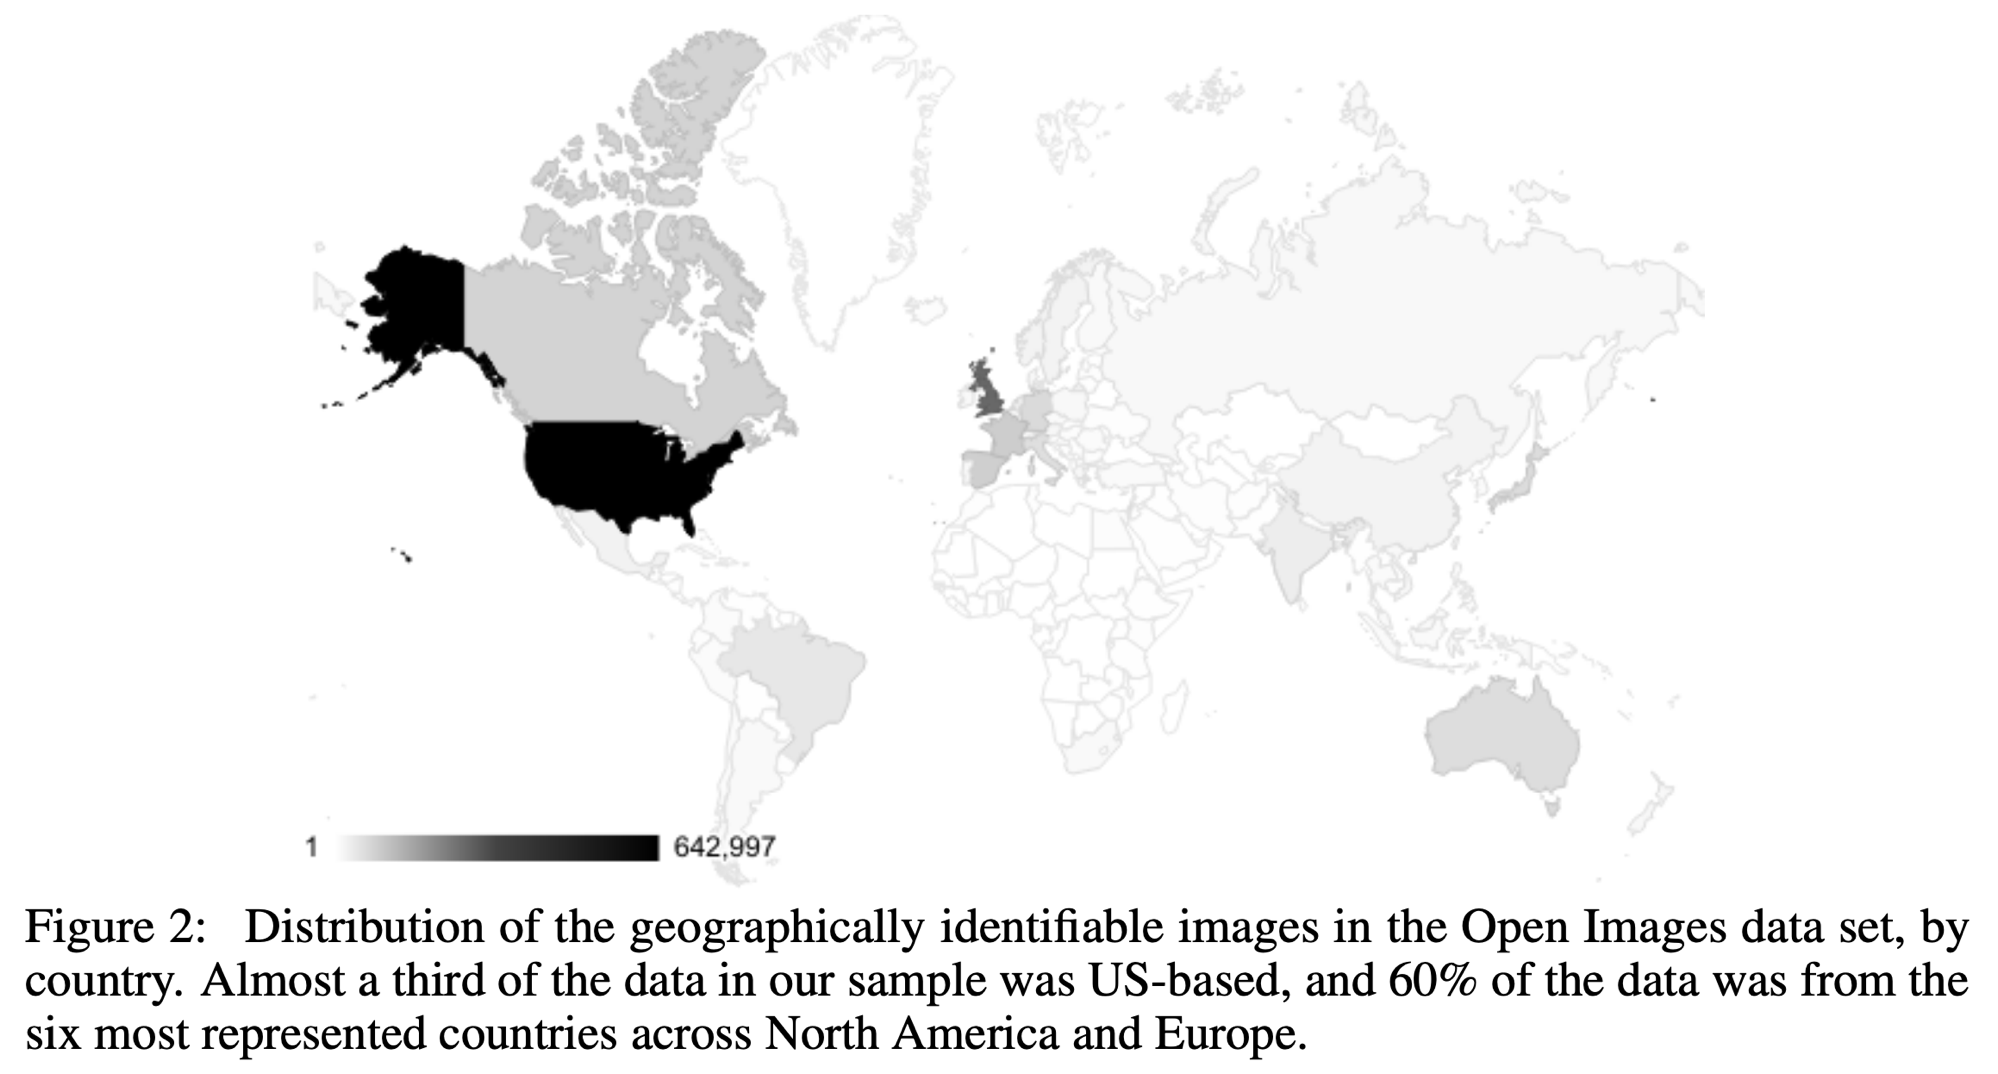 1 642,997
Figure 2: Distribution of the geographically identifiable images in the Open Images data set, by
country. Almost a third of the data in our sample was US-based, and 60% of the data was from the
six most represented countries across North America and Europe.